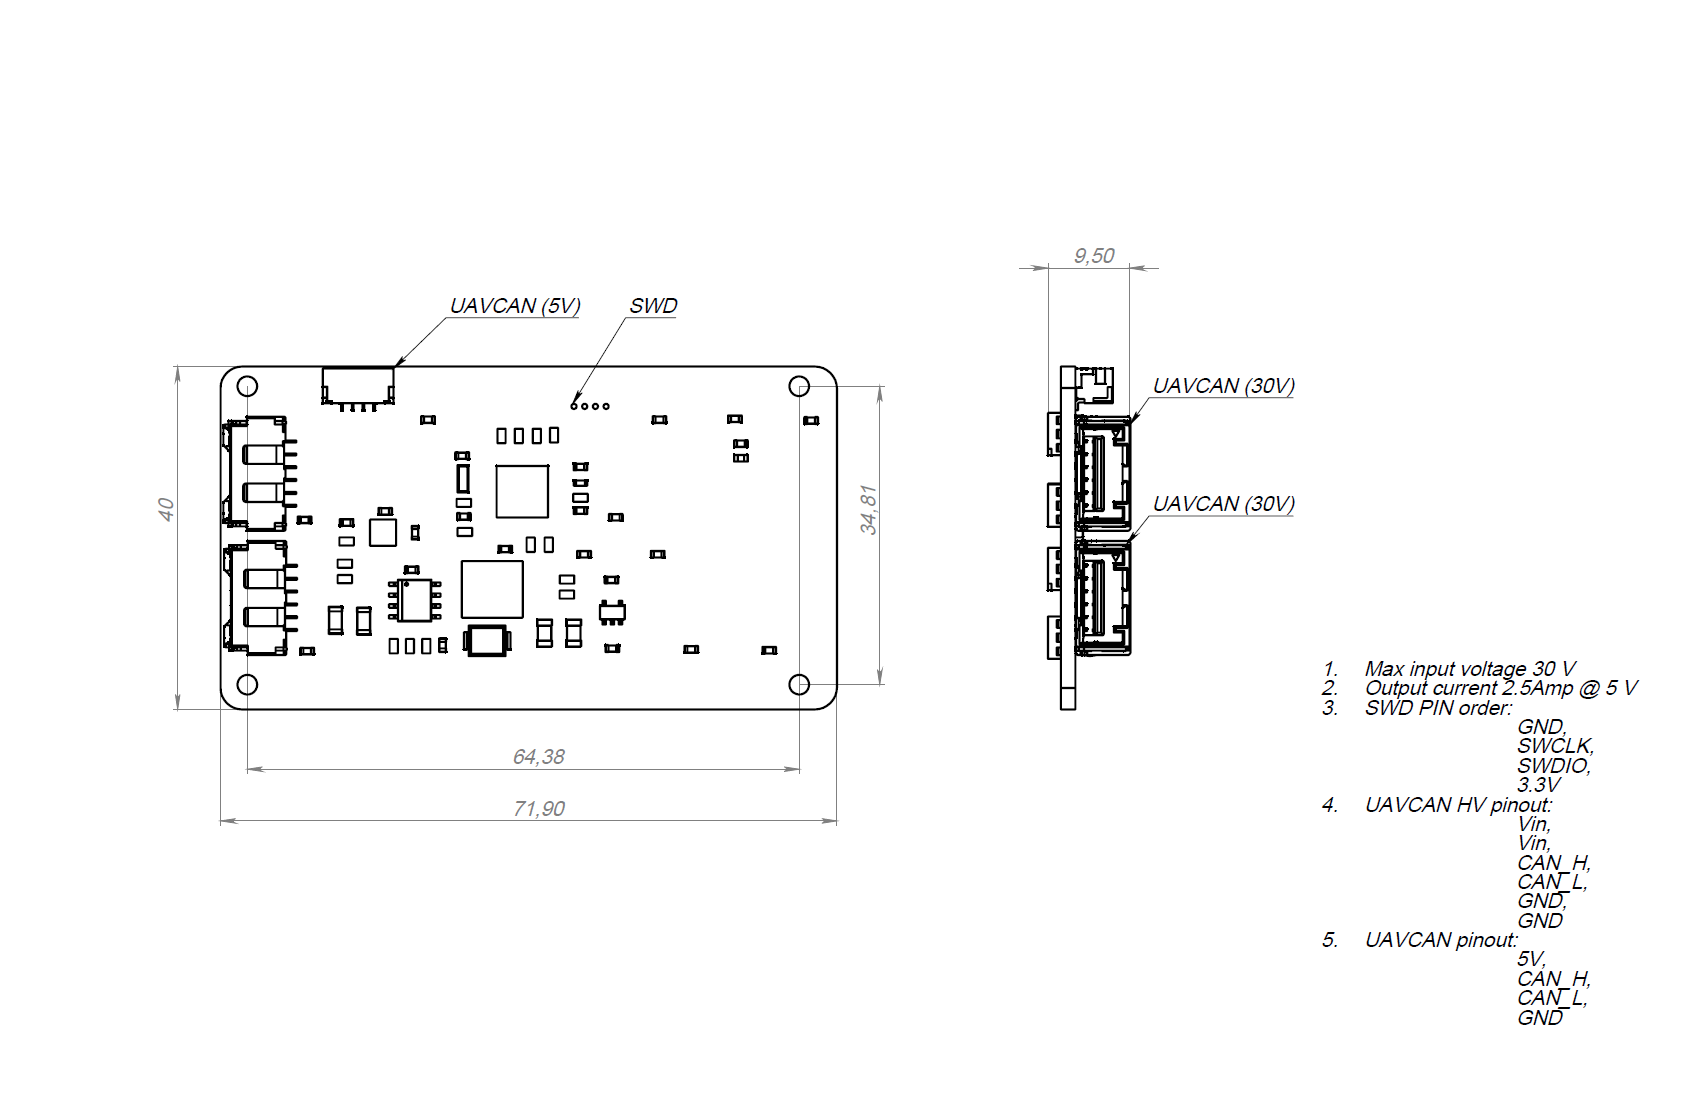 9,50
UAVCAN (5V)
SWD
UAVCAN (30V)
40
34,81
UAVCAN (30V)
64,38
71,90
1. Max input voltage 30 V
2. Output current 2.5Amp @ 5 V
3. SWD PIN order:
GND,
SWCLK,
SWDIO,
3.3V
4. UAVCAN HV pinout:
Vin,
Vin,
CAN_H,
CAN_L,
GND,
GND
5. UAVCAN pinout:
5V,
CAN_H,
CAN_L,
GND